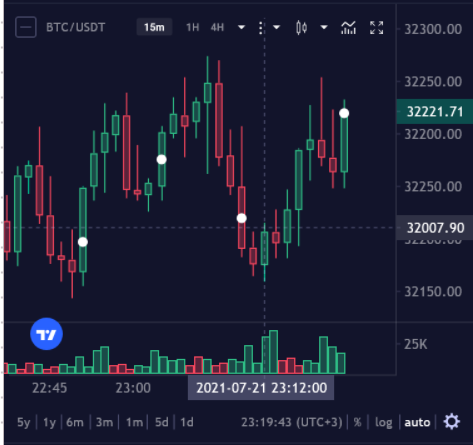 BTC/USDT 15m 1H 4H
32300.00
32250.00
32221.71
32200.00
32250.00
32007.90
32150.00
25K
22:45 23:00 2021-07-21 23:12:00
5y 1y 6m 3m 1m 5d 1d 23:19:43 (UTC+3) % log auto